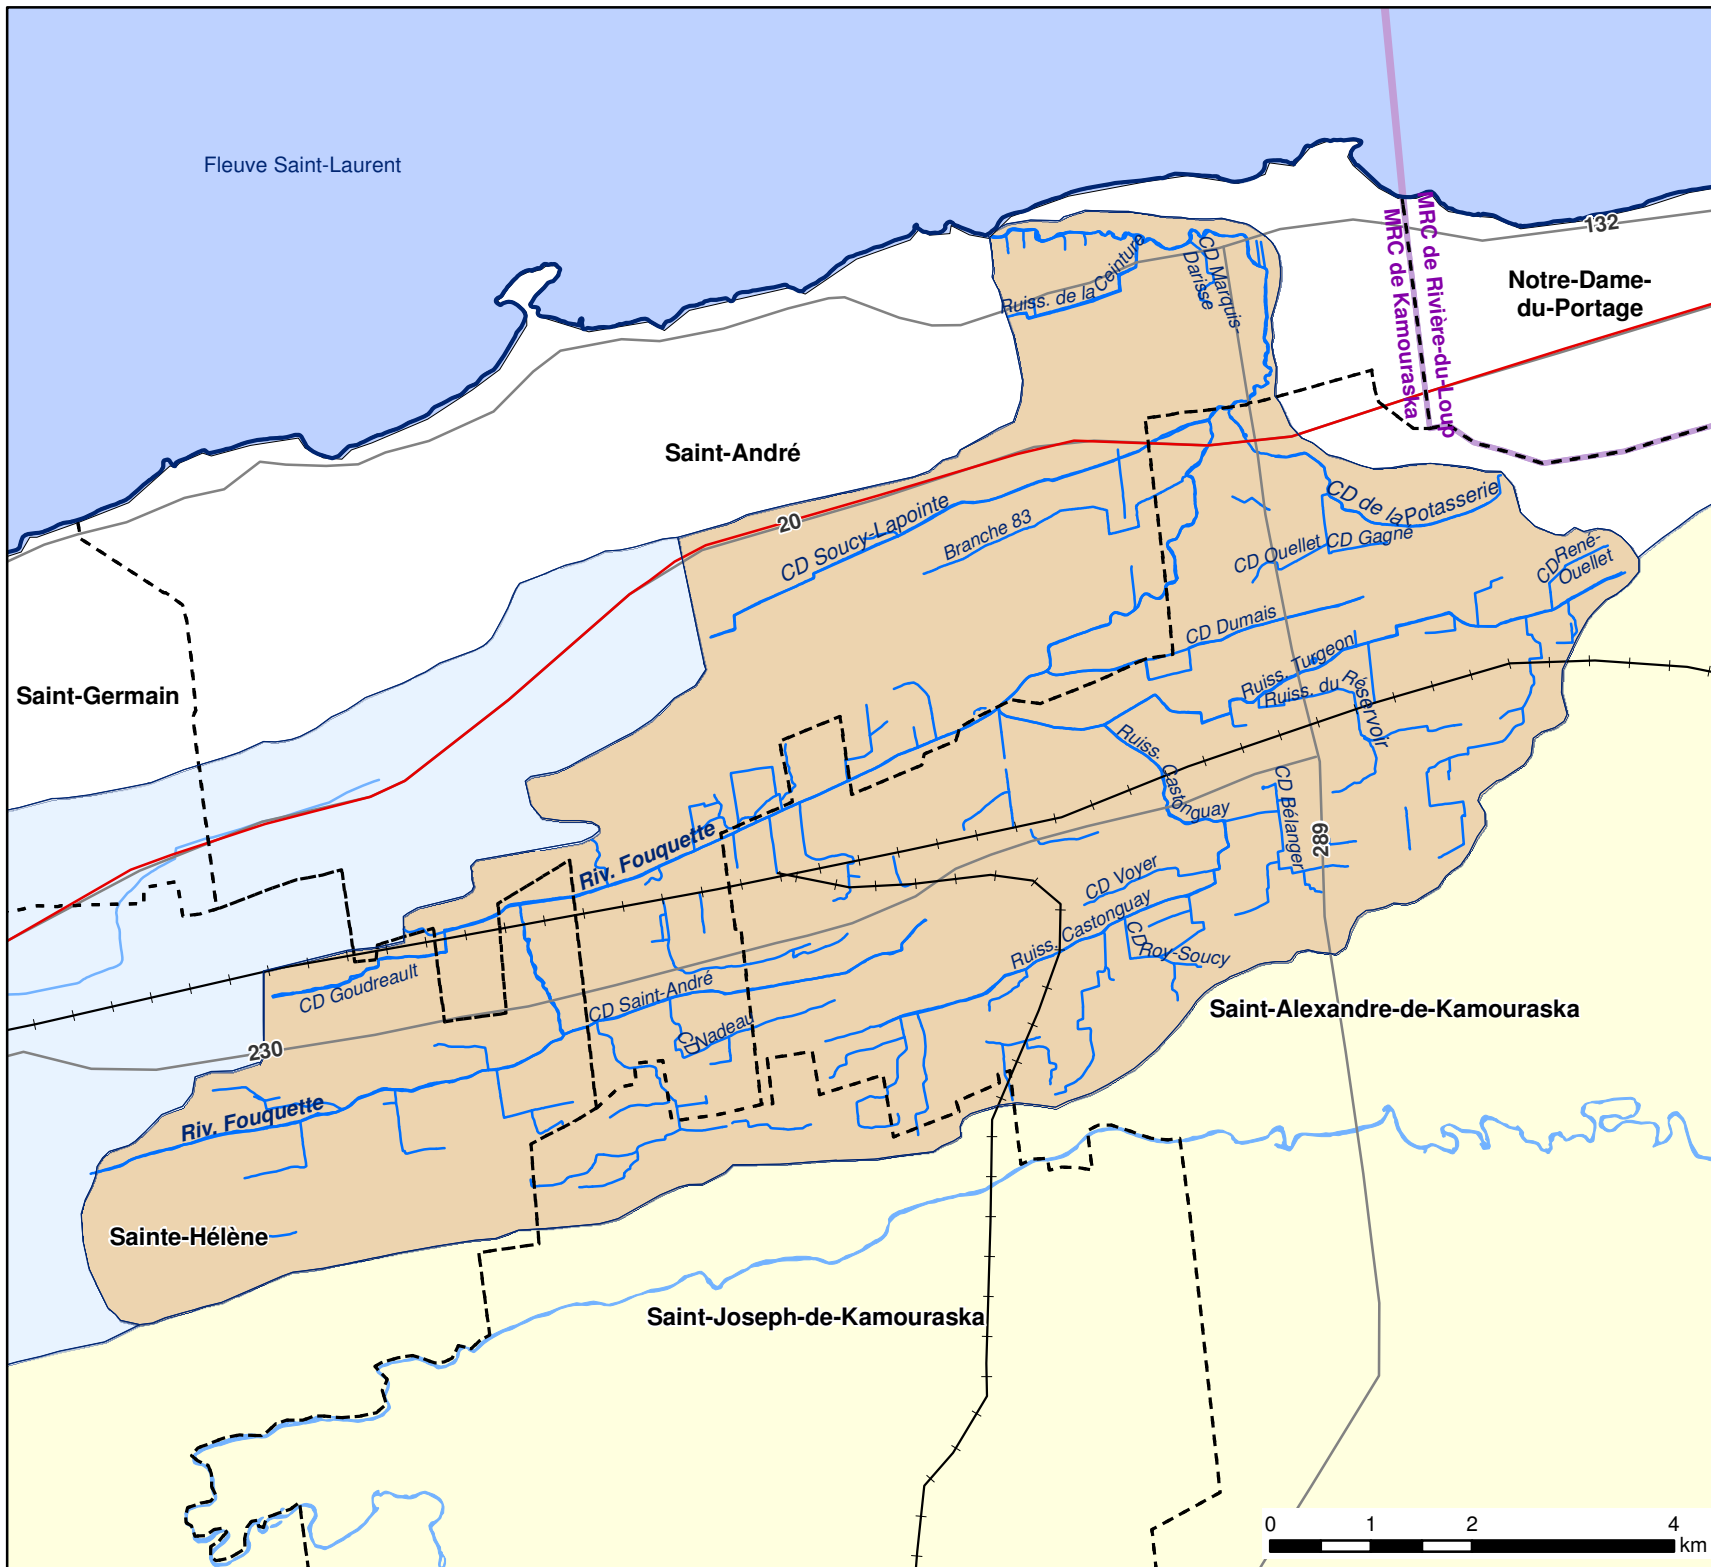 Fleuve Saint-Laurent
132
MRC de Rivière-du-Loup
MRC de Kamouraska
Notre-Dame-
du-Portage
Ruiss. de la Ceinture
CD Marquis-
Darisse
Saint-André
20
CD Soucy-Lapointe
Branche 83
CD de la Potasserie
CD Ouellet
CD Gagné
CD René-
Ouellet
CD Dumais
Ruiss. Turgeon
Ruiss. du Réservoir
Saint-Germain
Ruiss. Castonguay
CD Bélanger
289
Riv. Fouquette
CD Voyer
Ruiss. Castonguay
CD
Roy-Soucy
CD Goudreault
CD Saint-André
CD Nadeau
Saint-Alexandre-de-Kamouraska
230
Riv. Fouquette
Sainte-Hélène
Saint-Joseph-de-Kamouraska
0 1 2 4
km